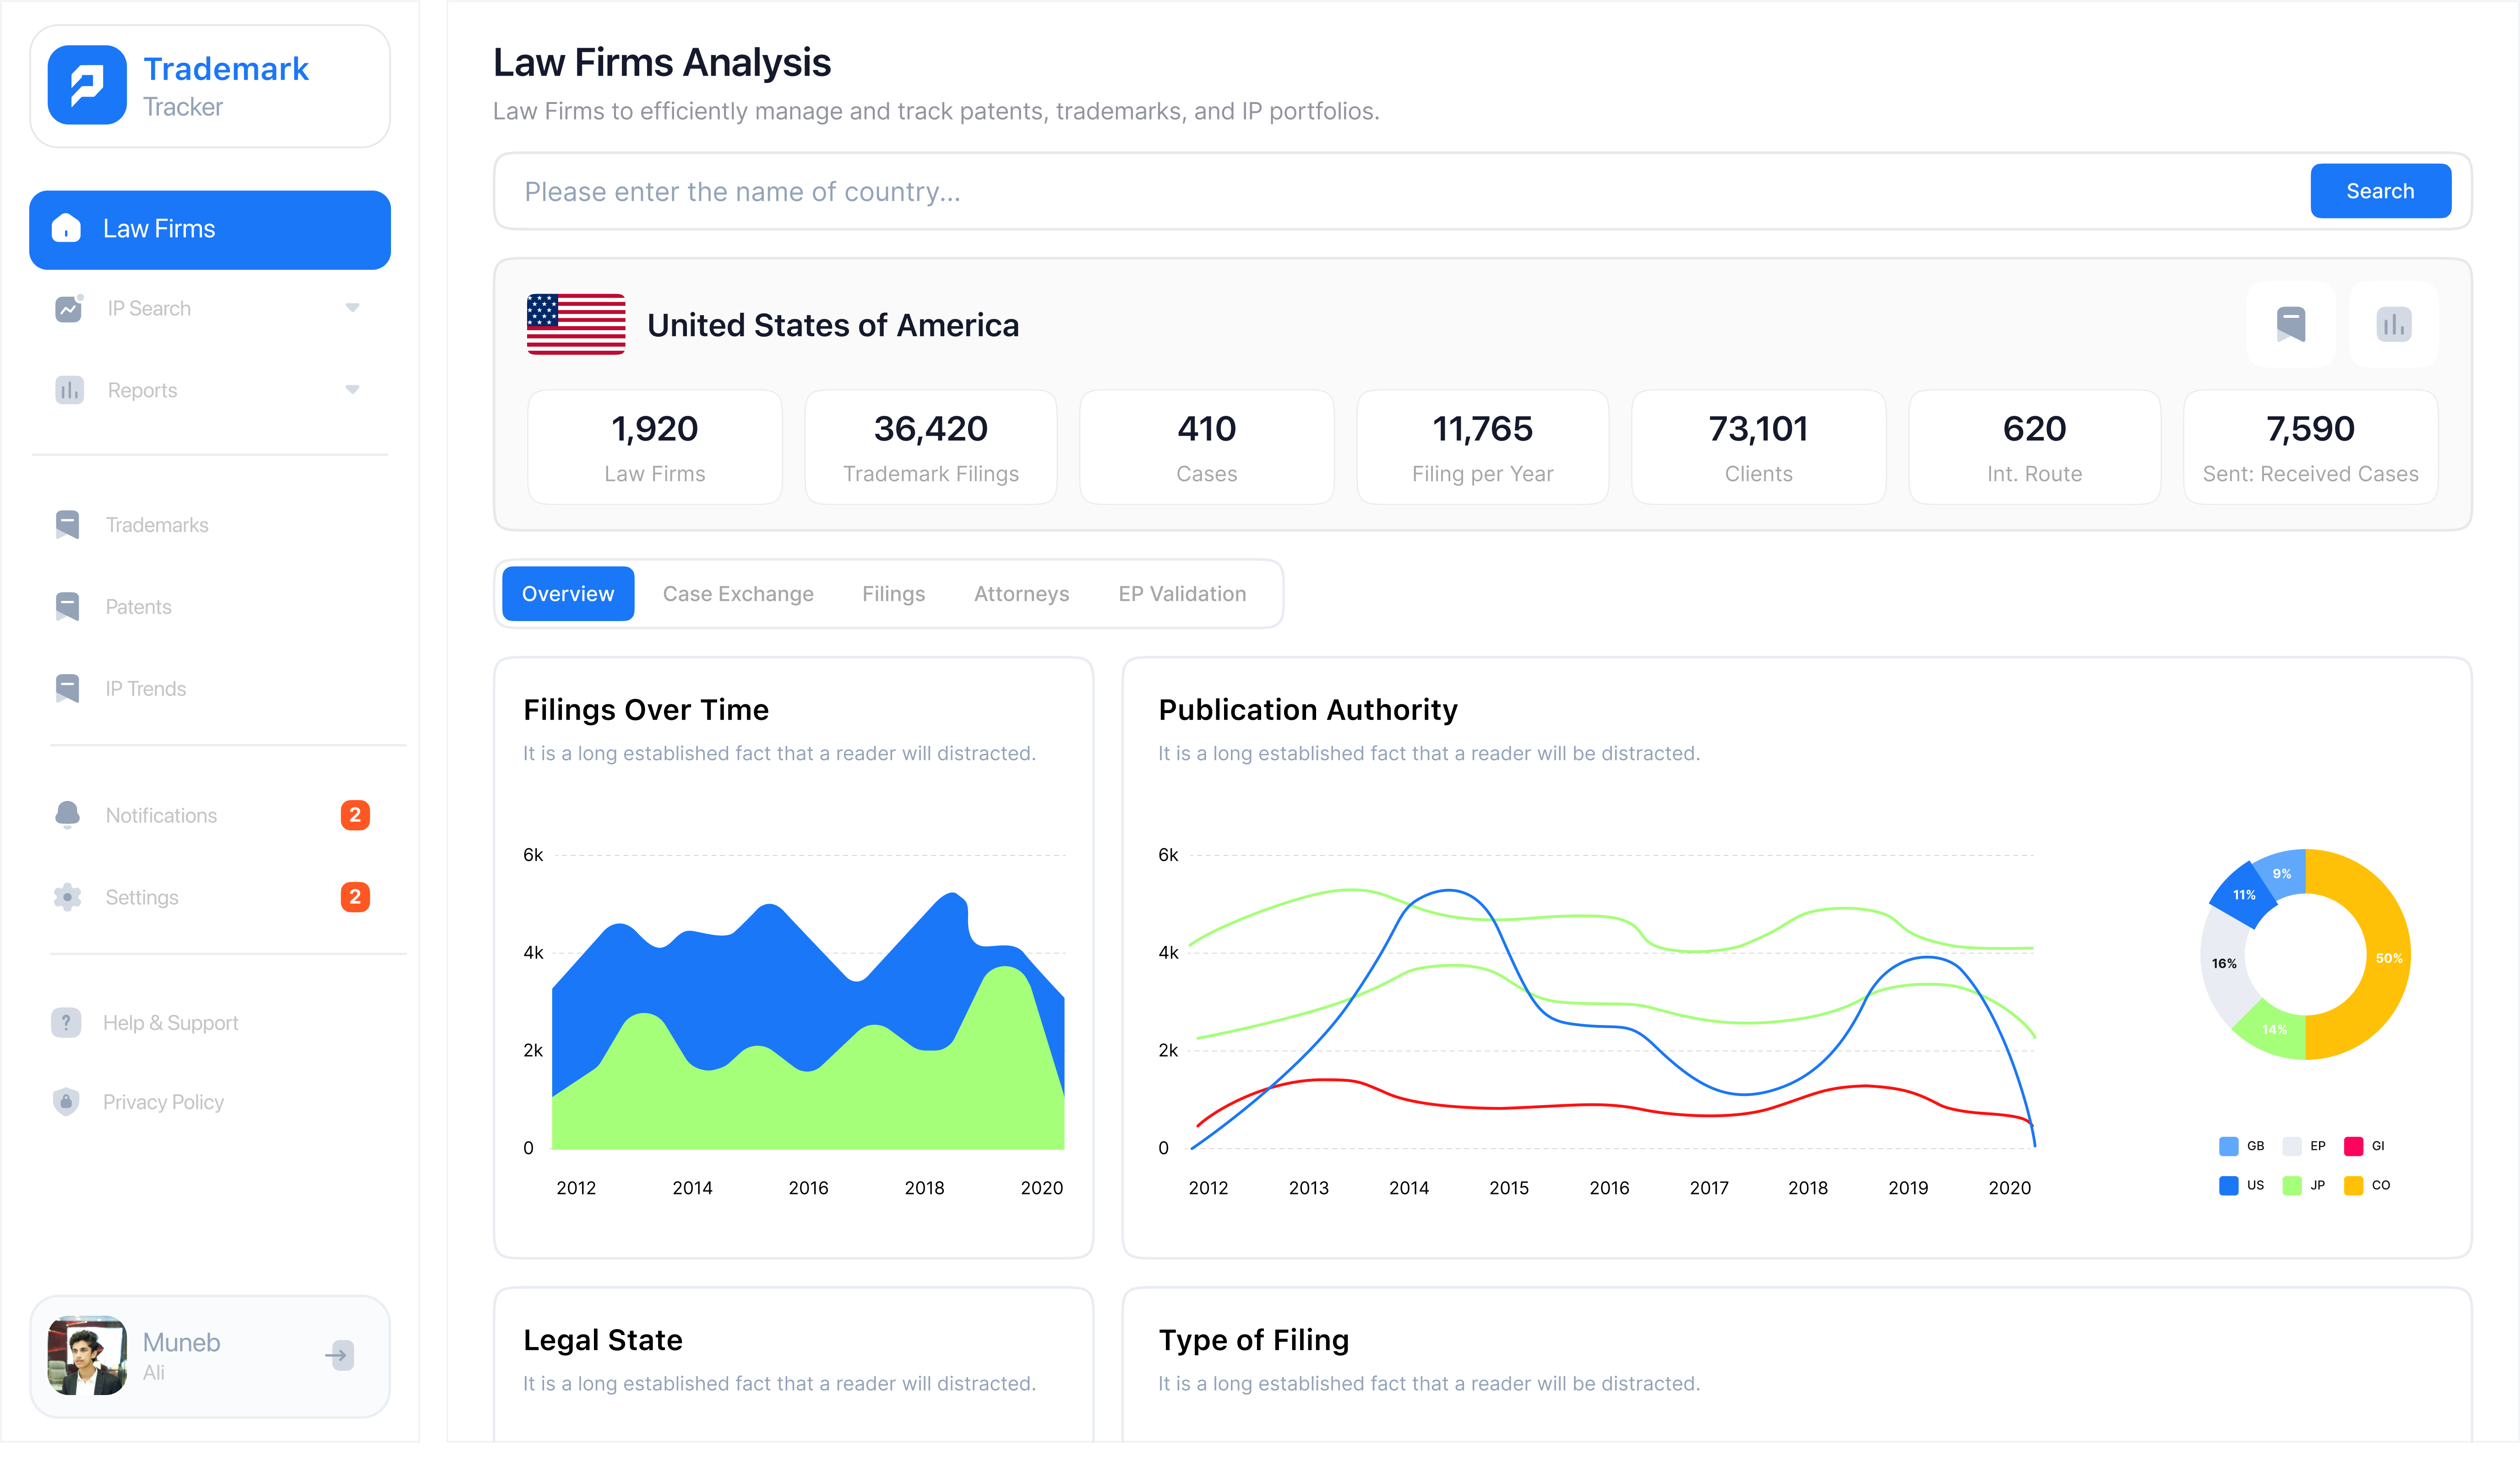 Trademark
Tracker
Law Firms
IP Search
Reports
Trademarks
Patents
IP Trends
Notifications
2
Settings
2
Help & Support
?
Privacy Policy
Muneb
Ali
Law Firms Analysis
Law Firms to efficiently manage and track patents, trademarks, and IP portfolios.
Please enter the name of country...
Search
United States of America
1,920
Law Firms
36,420
Trademark Filings
410
Cases
11,765
Filing per Year
73,101
Clients
620
Int. Route
7,590
Sent: Received Cases
Overview
Case Exchange
Filings
Attorneys
EP Validation
Filings Over Time
It is a long established fact that a reader will distracted.
6k
4k
2k
0
2012
2014
2016
2018
2020
Publication Authority
It is a long established fact that a reader will be distracted.
6k
4k
2k
0
2012
2013
2014
2015
2016
2017
2018
2019
2020
9%
11%
50%
16%
14%
GB
EP
GI
US
JP
CO
Legal State
It is a long established fact that a reader will distracted.
Type of Filing
It is a long established fact that a reader will be distracted.